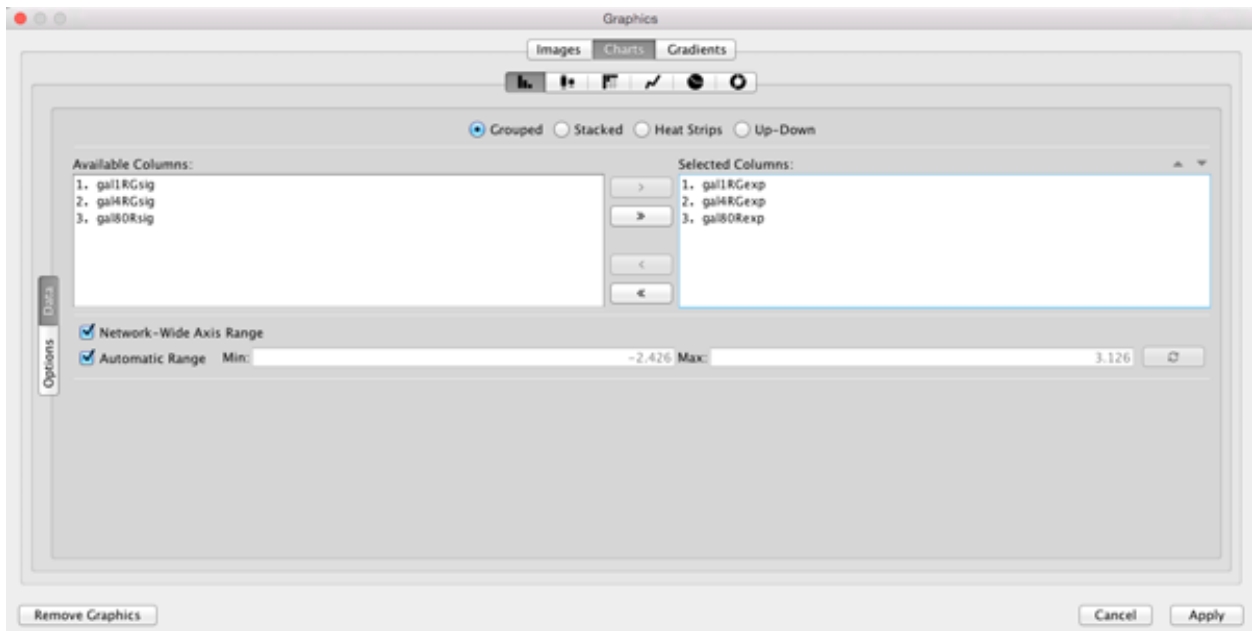 Graphics
Images Charts Gradients
Grouped Stacked Heat Strips Up-Down
Available Columns:
1. gal1RGsig
2. gal4RGsig
3. gal80Rsig
>
»
<
«
Selected Columns:
1. gal1RGexp
2. gal4RGexp
3. gal80Rexp
Data
Options
Network-Wide Axis Range
Automatic Range Min: -2.426 Max: 3.126
Remove Graphics Cancel Apply